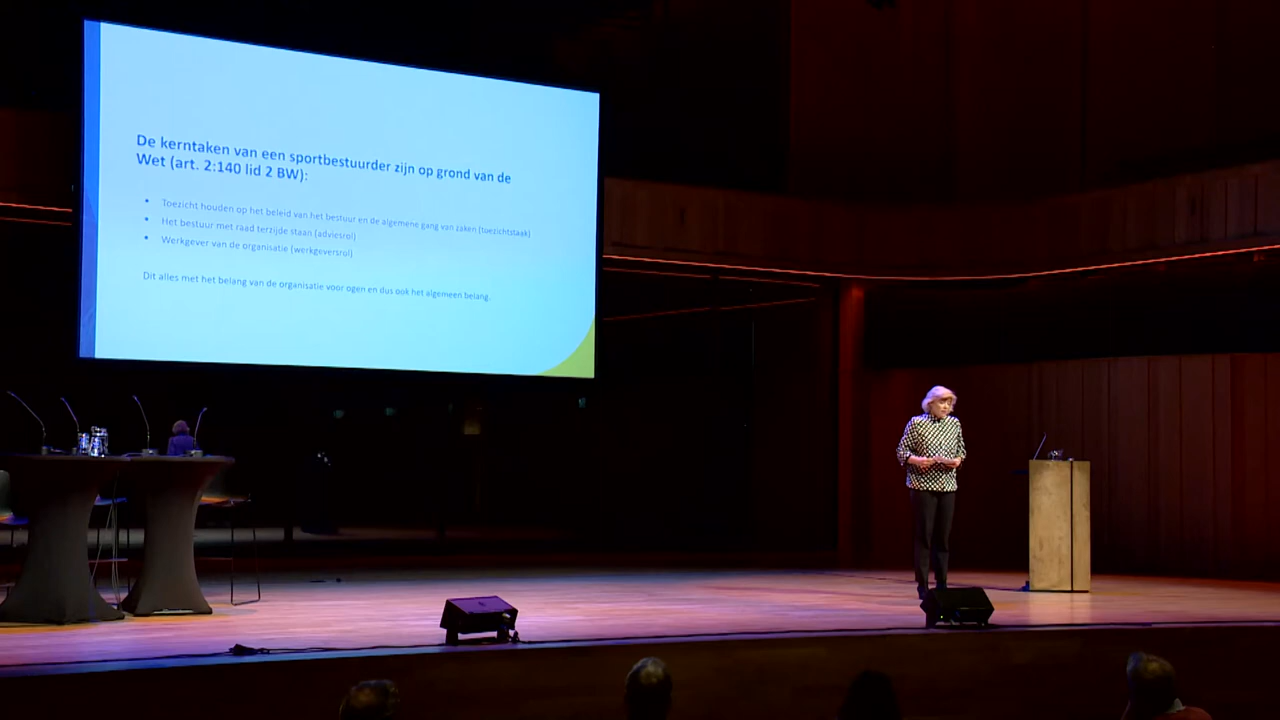 De kerntaken van een sportbestuurder zijn op grond van de
Wet (art. 2:140 lid 2 BW):
• Toezicht houden op het beleid van het bestuur en de algemene gang van zaken (toezichtstaak)
• Het bestuur met raad terzijde staan (adviesrol)
• Werkgever van de organisatie (werkgeversrol)
Dit alles met het belang van de organisatie voor ogen en dus ook het algemeen belang.